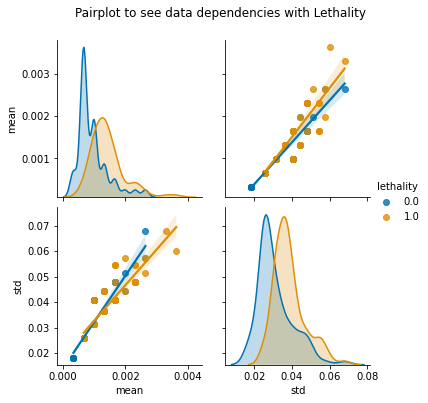 Pairplot to see data dependencies with Lethality
0.003
0.002
0.001
mean
lethality
0.0
1.0
0.07
0.06
0.05
0.04
0.03
0.02
std
0.000 0.002 0.004
mean
0.02 0.04 0.06 0.08
std